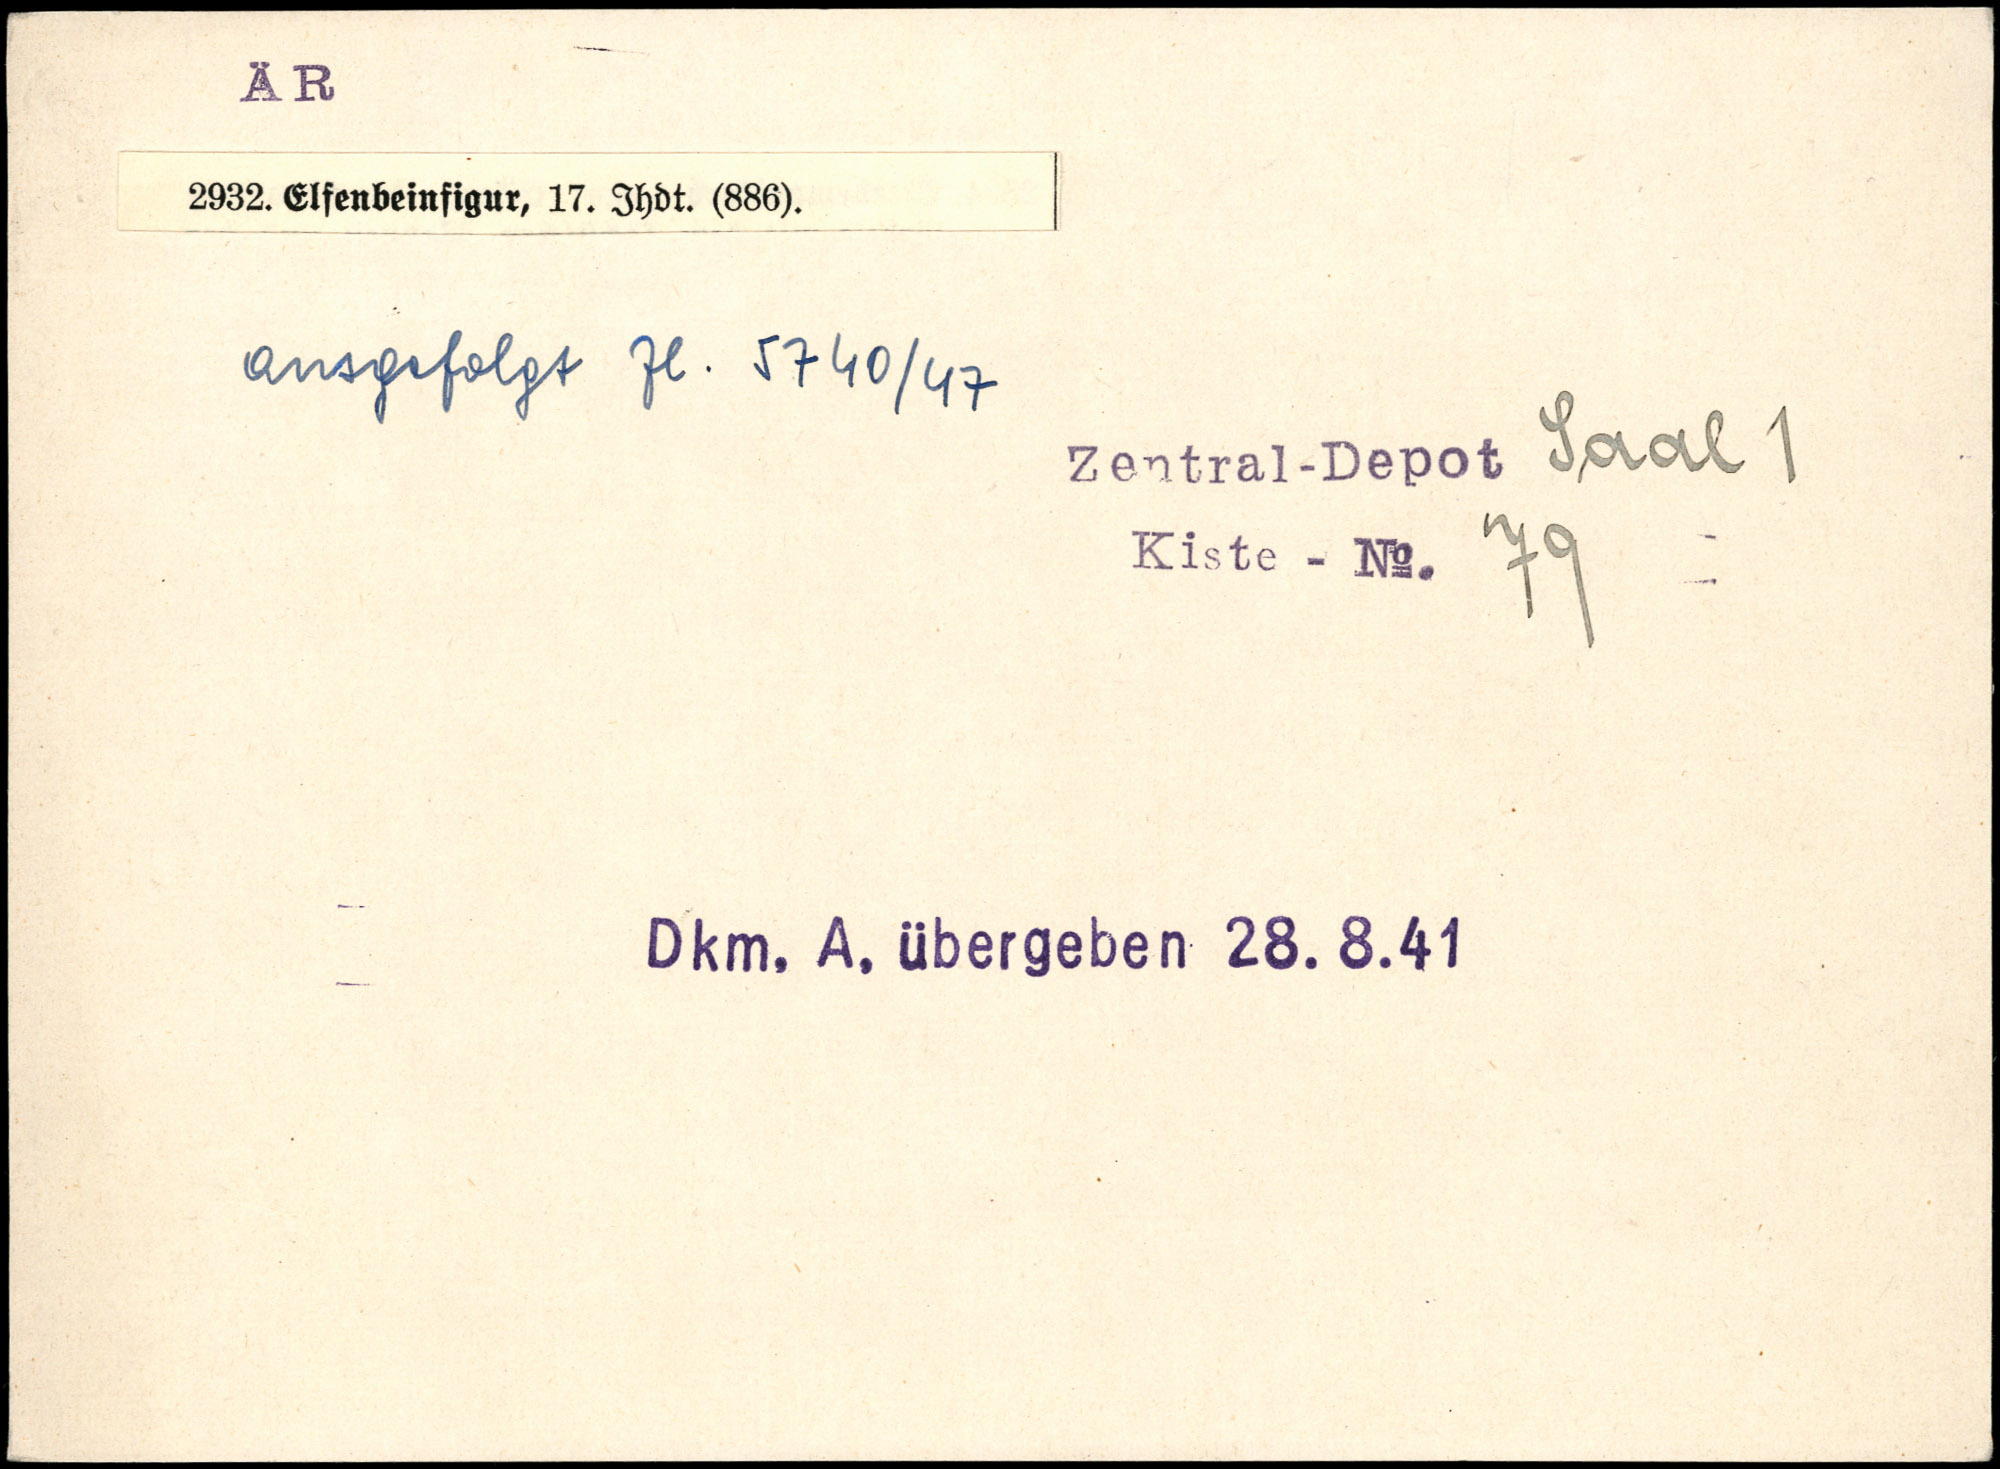 ÄR
2932. Elfenbeinfigur, 17. Jhdt. (886).
ausgefolgt Zl. 5740/47
Zentral-Depot Saal 1
Kiste - №. 79
Dkm. A. übergeben 28. 8. 41